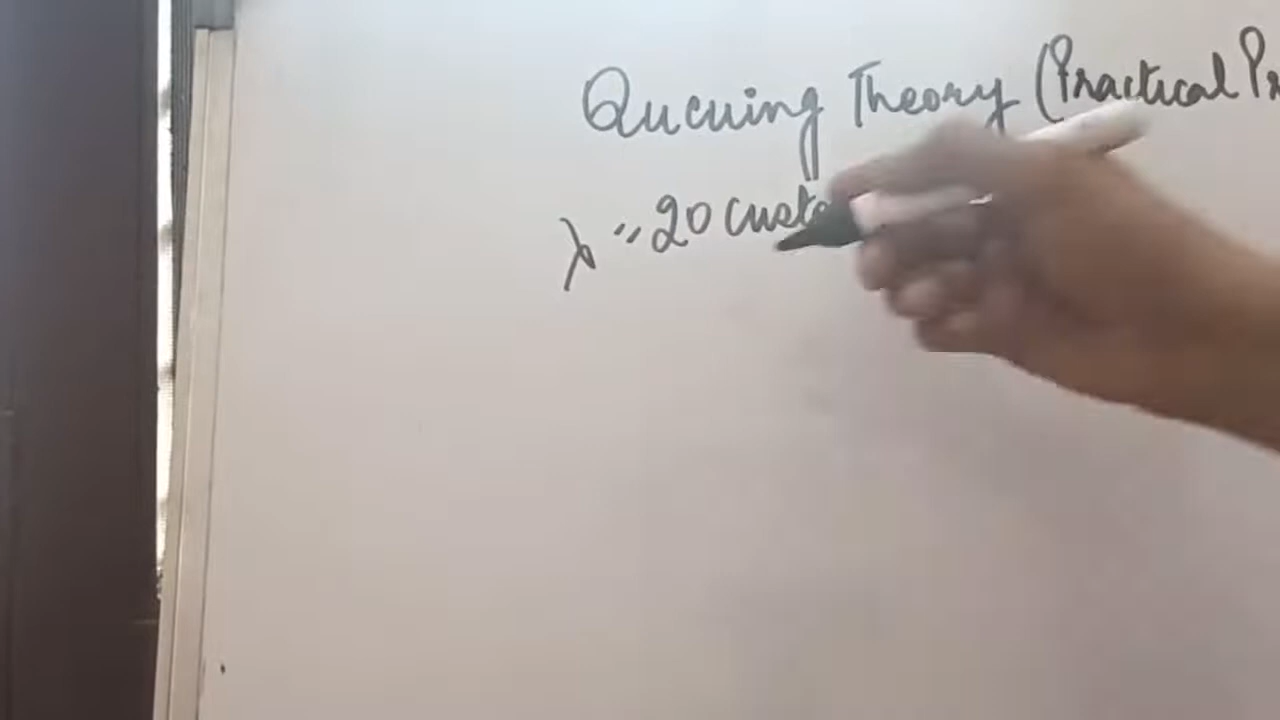 Queuing Theory (Practical
λ = 20